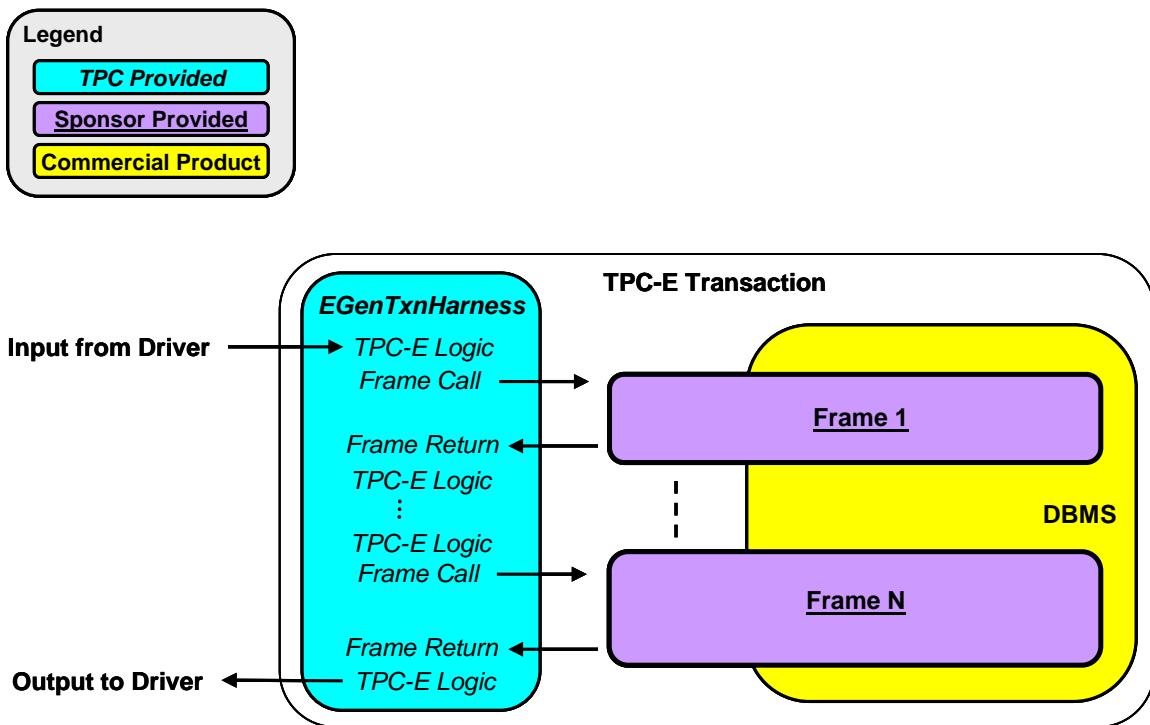 Legend
TPC Provided
Sponsor Provided
Commercial Product
TPC-E Transaction
EGenTxnHarness
Input from Driver
TPC-E Logic
Frame Call
Frame 1
Frame Return
TPC-E Logic
⋮
DBMS
TPC-E Logic
Frame Call
Frame N
Frame Return
Output to Driver
TPC-E Logic